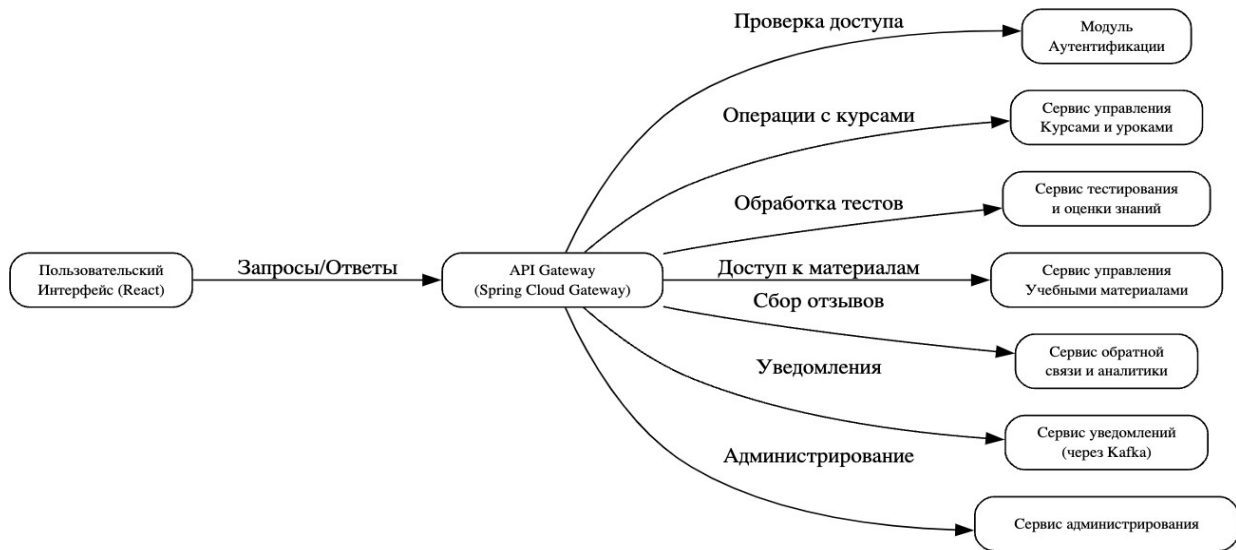 Проверка доступа
Модуль
Аутентификации
Операции с курсами
Сервис управления
Курсами и уроками
Обработка тестов
Сервис тестирования
и оценки знаний
Пользовательский
Интерфейс (React)
Запросы/Ответы
API Gateway
(Spring Cloud Gateway)
Доступ к материалам
Сервис управления
Учебными материалами
Сбор отзывов
Сервис обратной
связи и аналитики
Уведомления
Сервис уведомлений
(через Kafka)
Администрирование
Сервис администрирования